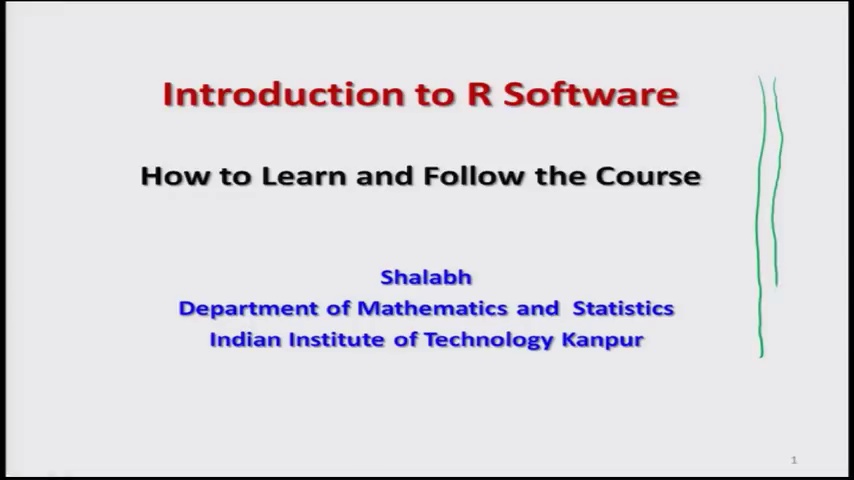 Introduction to R Software
How to Learn and Follow the Course
Shalabh
Department of Mathematics and Statistics
Indian Institute of Technology Kanpur
1